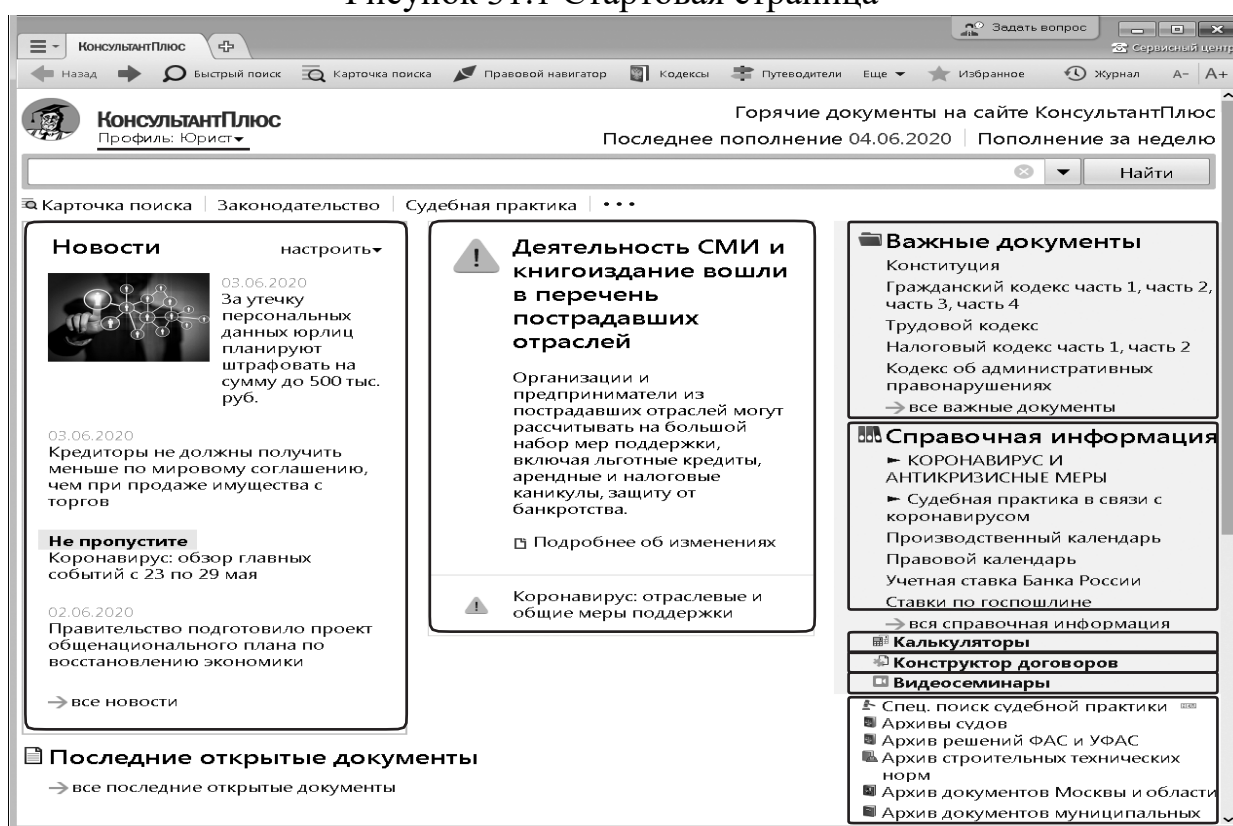 Рисунок 31.1 Стартовая страница
Задать вопрос
КонсультантПлюс
Сервисный центр
Назад Быстрый поиск Карточка поиска Правовой навигатор Кодексы Путеводители Еще Избранное Журнал А- А+
КонсультантПлюс
Профиль: Юрист
Горячие документы на сайте КонсультантПлюс
Последнее пополнение 04.06.2020 Пополнение за неделю
Найти
Карточка поиска Законодательство Судебная практика •••
Новости настроить
03.06.2020
За утечку
персональных
данных юрлиц
планируют
штрафовать на
сумму до 500 тыс.
руб.
03.06.2020
Кредиторы не должны получить
меньше по мировому соглашению,
чем при продаже имущества с
торгов
Не пропустите
Коронавирус: обзор главных
событий с 23 по 29 мая
02.06.2020
Правительство подготовило проект
общенационального плана по
восстановлению экономики
все новости
Деятельность СМИ и
книгоиздание вошли
в перечень
пострадавших
отраслей
Организации и
предприниматели из
пострадавших отраслей могут
рассчитывать на большой
набор мер поддержки,
включая льготные кредиты,
арендные и налоговые
каникулы, защиту от
банкротства.
Подробнее об изменениях
Коронавирус: отраслевые и
общие меры поддержки
Важные документы
Конституция
Гражданский кодекс часть 1, часть 2,
часть 3, часть 4
Трудовой кодекс
Налоговый кодекс часть 1, часть 2
Кодекс об административных
правонарушениях
все важные документы
Справочная информация
► КОРОНАВИРУС И
АНТИКРИЗИСНЫЕ МЕРЫ
► Судебная практика в связи с
коронавирусом
Производственный календарь
Правовой календарь
Учетная ставка Банка России
Ставки по госпошлине
вся справочная информация
Калькуляторы
Конструктор договоров
Видеосеминары
Спец. поиск судебной практики
Архивы судов
Архив решений ФАС и УФАС
Архив строительных технических
норм
Архив документов Москвы и области
Архив документов муниципальных
Последние открытые документы
все последние открытые документы